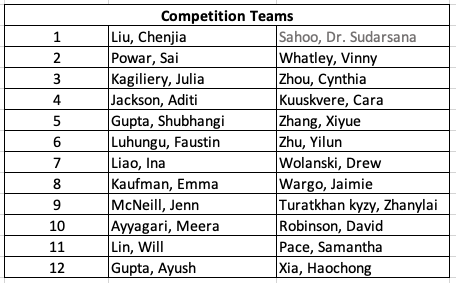 Competition Teams
1 Liu, Chenjia Sahoo, Dr. Sudarsana
2 Powar, Sai Whatley, Vinny
3 Kagiliery, Julia Zhou, Cynthia
4 Jackson, Aditi Kuuskvere, Cara
5 Gupta, Shubhangi Zhang, Xiyue
6 Luhungu, Faustin Zhu, Yilun
7 Liao, Ina Wolanski, Drew
8 Kaufman, Emma Wargo, Jaimie
9 McNeill, Jenn Turatkhan kyzy, Zhanylai
10 Ayyagari, Meera Robinson, David
11 Lin, Will Pace, Samantha
12 Gupta, Ayush Xia, Haochong